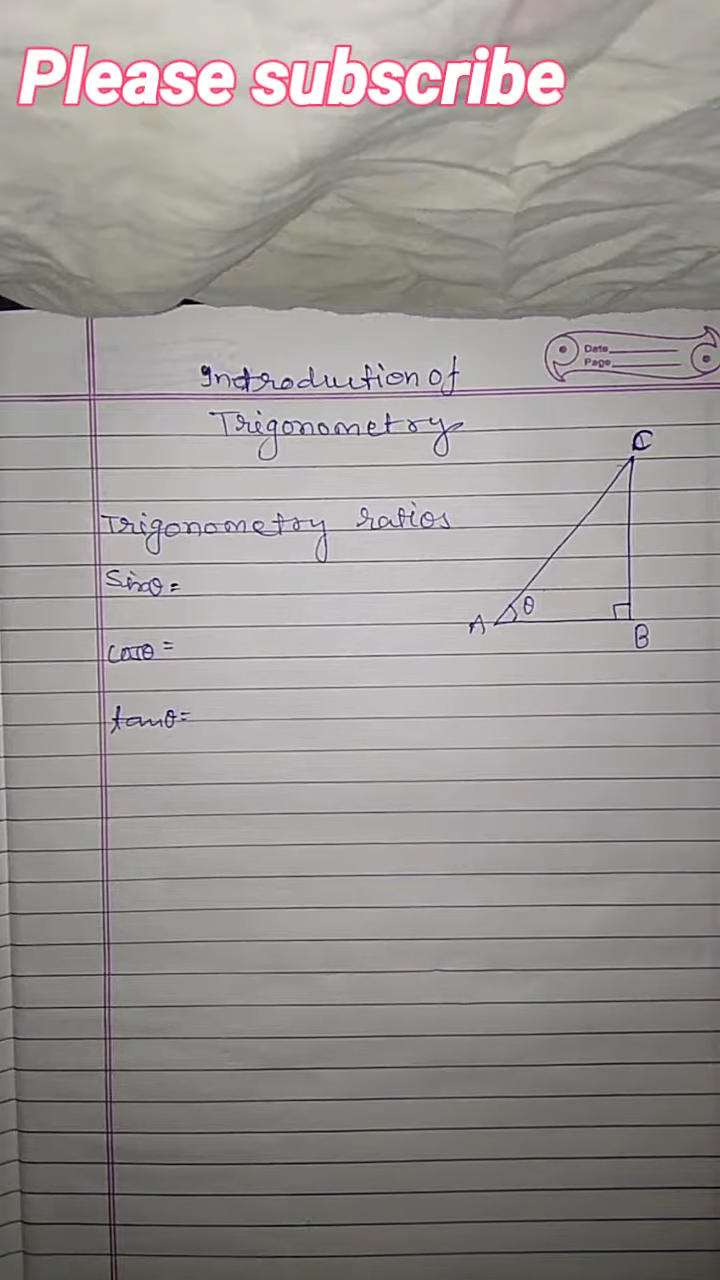 Please subscribe
Date
Page
Introduction of
Trigonometry
C
Trigonometry ratios
Sinθ =
A θ
B
cosθ =
tanθ=